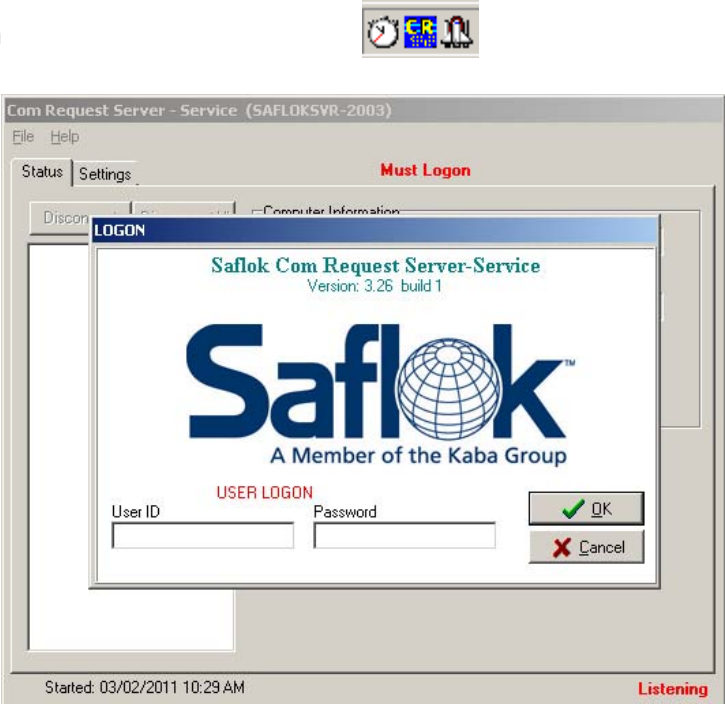 CR
Com Request Server - Service (SAFLOKSVR-2003)
File Help
Status Settings
Must Logon
Computer Information
LOGON
Saflok Com Request Server-Service
Version: 3.26 build 1
Saflok™
A Member of the Kaba Group
USER LOGON
User ID Password
OK
Cancel
Started: 03/02/2011 10:29 AM
Listening